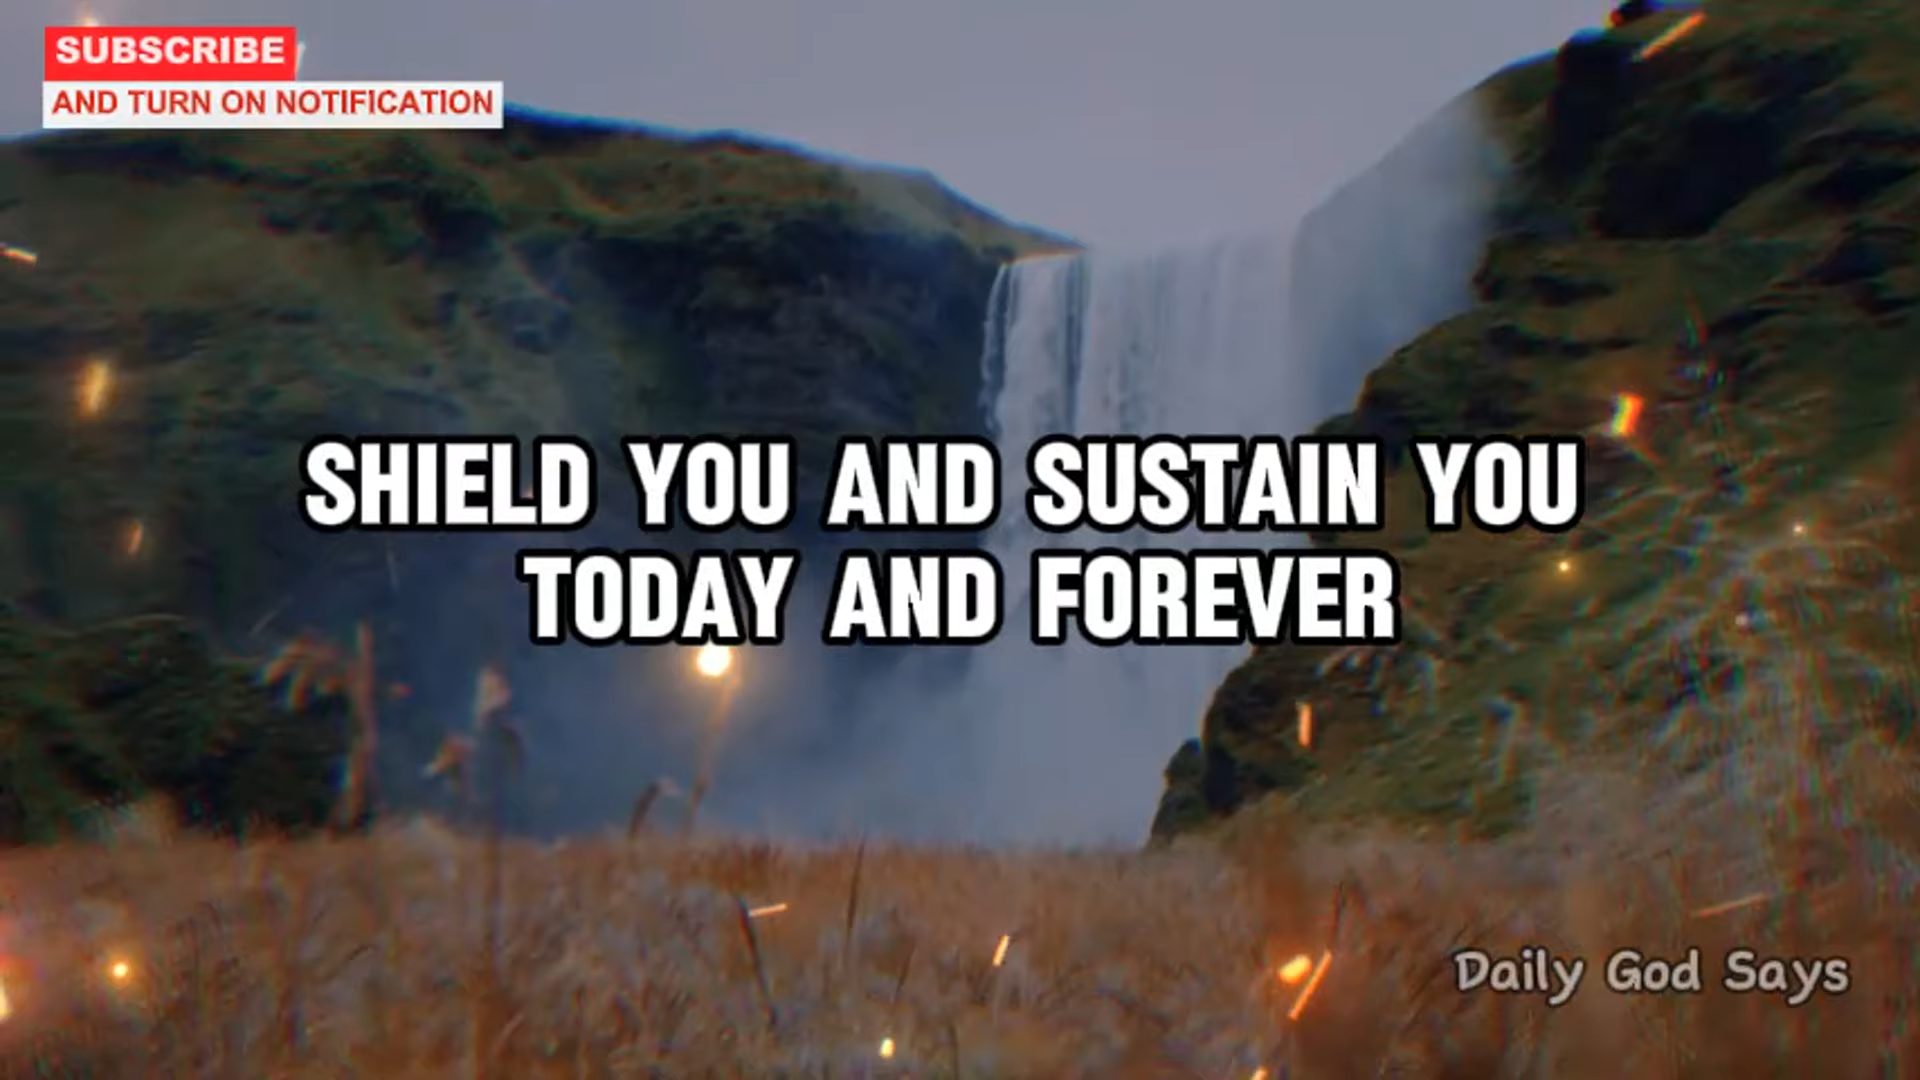 SUBSCRIBE
AND TURN ON NOTIFICATION
SHIELD YOU AND SUSTAIN YOU
TODAY AND FOREVER
Daily God Says